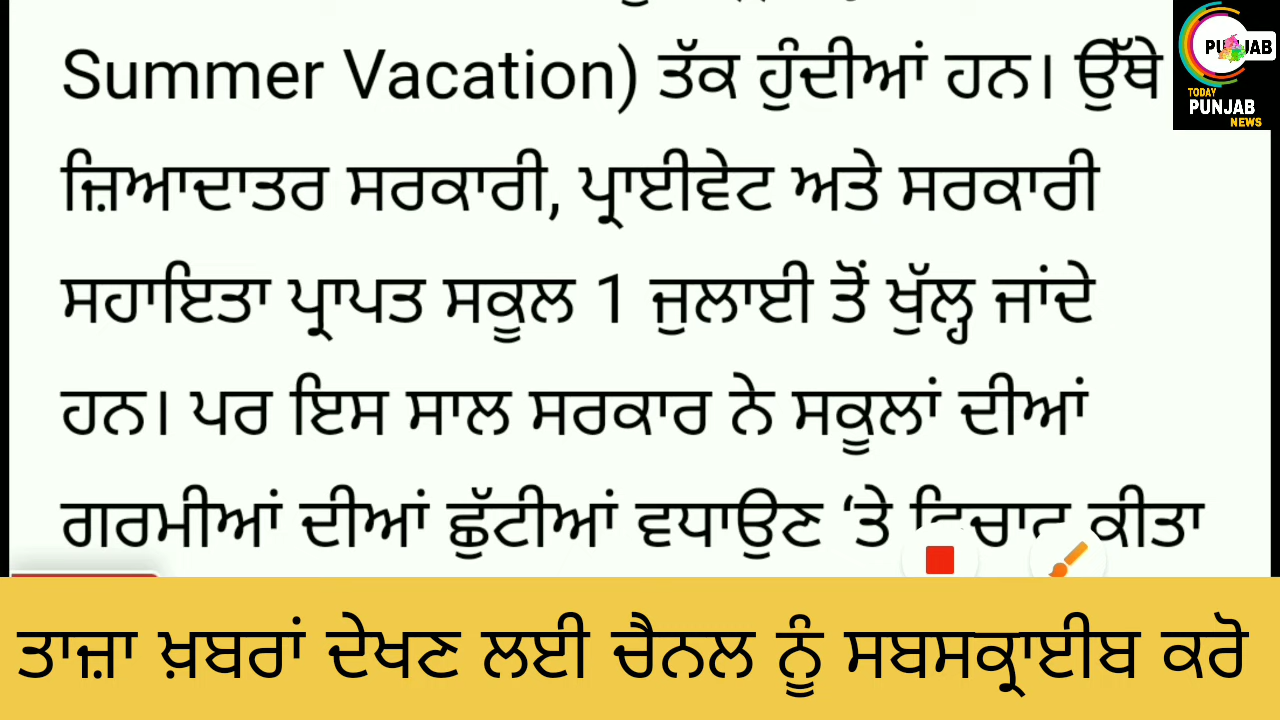 Summer Vacation) ਤੱਕ ਹੁੰਦੀਆਂ ਹਨ। ਉੱਥੇ
ਜ਼ਿਆਦਾਤਰ ਸਰਕਾਰੀ, ਪ੍ਰਾਈਵੇਟ ਅਤੇ ਸਰਕਾਰੀ
ਸਹਾਇਤਾ ਪ੍ਰਾਪਤ ਸਕੂਲ 1 ਜੁਲਾਈ ਤੋਂ ਖੁੱਲ੍ਹ ਜਾਂਦੇ
ਹਨ। ਪਰ ਇਸ ਸਾਲ ਸਰਕਾਰ ਨੇ ਸਕੂਲਾਂ ਦੀਆਂ
ਗਰਮੀਆਂ ਦੀਆਂ ਛੁੱਟੀਆਂ ਵਧਾਉਣ ‘ਤੇ ਵਿਚਾਰ ਕੀਤਾ
ਤਾਜ਼ਾ ਖ਼ਬਰਾਂ ਦੇਖਣ ਲਈ ਚੈਨਲ ਨੂੰ ਸਬਸਕ੍ਰਾਈਬ ਕਰੋ
PUNJAB
TODAY
PUNJAB
NEWS